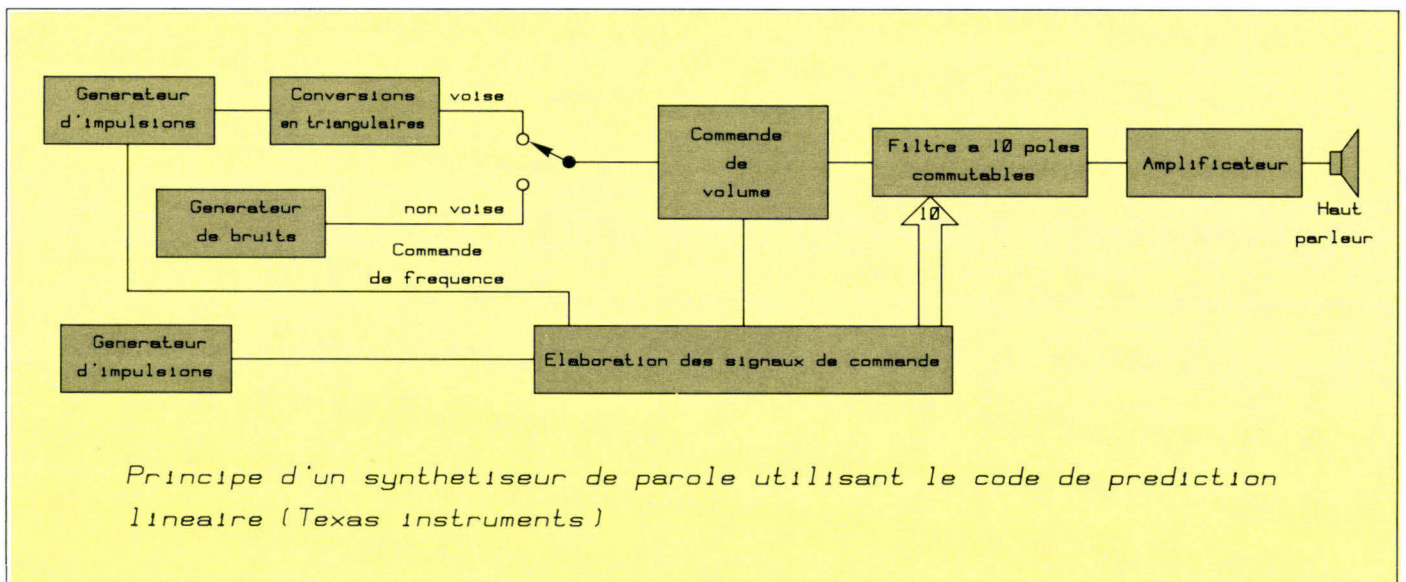 Generateur
d'impulsions
Conversions
en triangulaires
voise
Generateur
de bruits
non voise
Commande
de frequence
Commande
de
volume
Filtre a 10 poles
commutables
10
Amplificateur
Haut
parleur
Generateur
d'impulsions
Elaboration des signaux de commande
Principe d'un synthetiseur de parole utilisant le code de prediction
lineaire (Texas instruments)